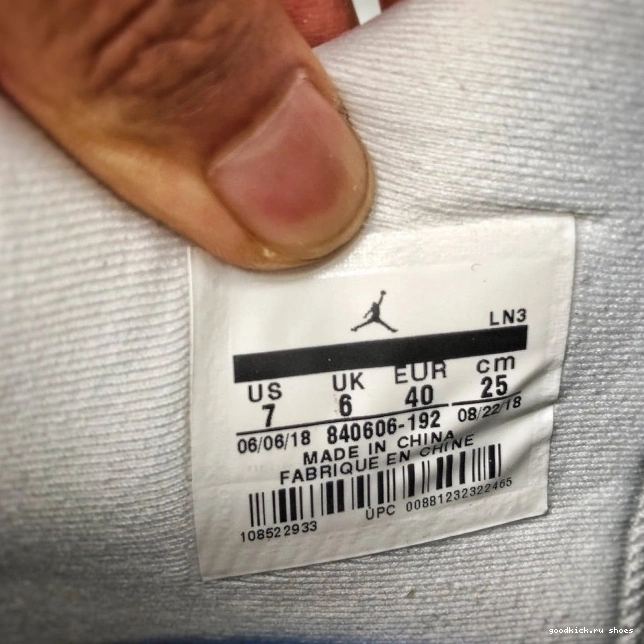 LN3
US UK EUR cm
7 6 40 25
06/06/18 840606-192 08/22/18
MADE IN CHINA
FABRIQUE EN CHINE
108522933 UPC 00881232322465
goodkick.ru shoes